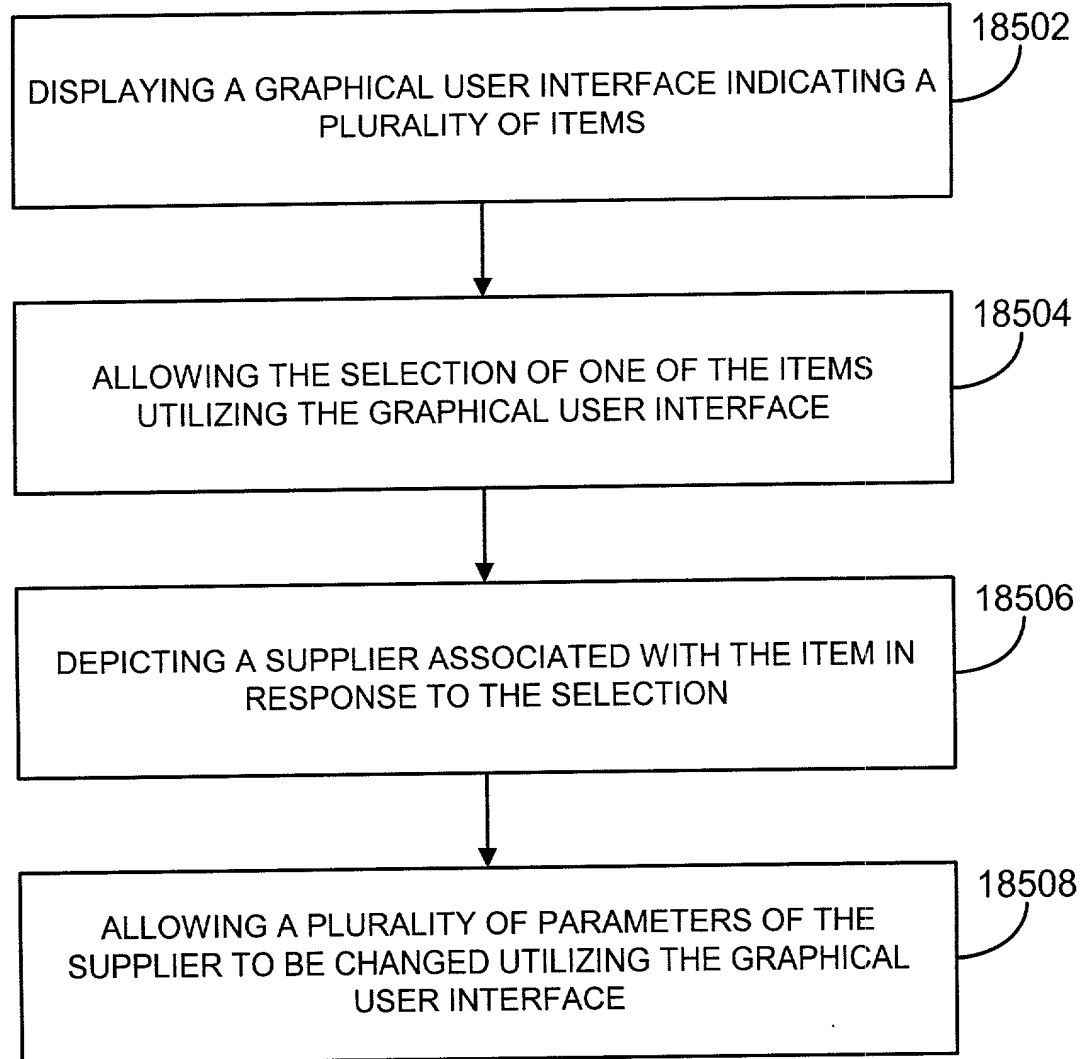 18502
DISPLAYING A GRAPHICAL USER INTERFACE INDICATING A
PLURALITY OF ITEMS
18504
ALLOWING THE SELECTION OF ONE OF THE ITEMS
UTILIZING THE GRAPHICAL USER INTERFACE
18506
DEPICTING A SUPPLIER ASSOCIATED WITH THE ITEM IN
RESPONSE TO THE SELECTION
18508
ALLOWING A PLURALITY OF PARAMETERS OF THE
SUPPLIER TO BE CHANGED UTILIZING THE GRAPHICAL
USER INTERFACE